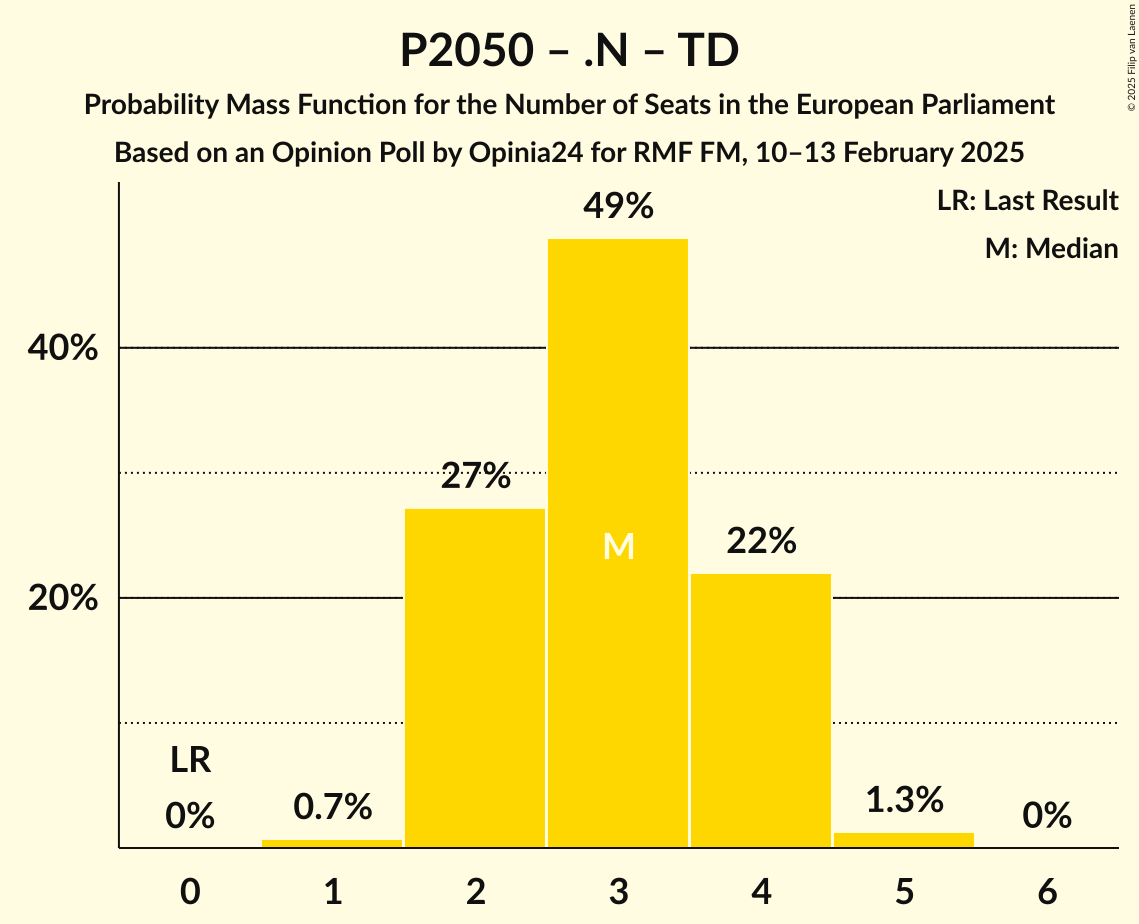 P2050 – .N – TD
Probability Mass Function for the Number of Seats in the European Parliament
Based on an Opinion Poll by Opinia24 for RMF FM, 10–13 February 2025
© 2025 Filip van Laenen
LR: Last Result
M: Median
49%
40%
27%
22%
M
20%
LR
0%
0.7%
1.3%
0%
0 1 2 3 4 5 6